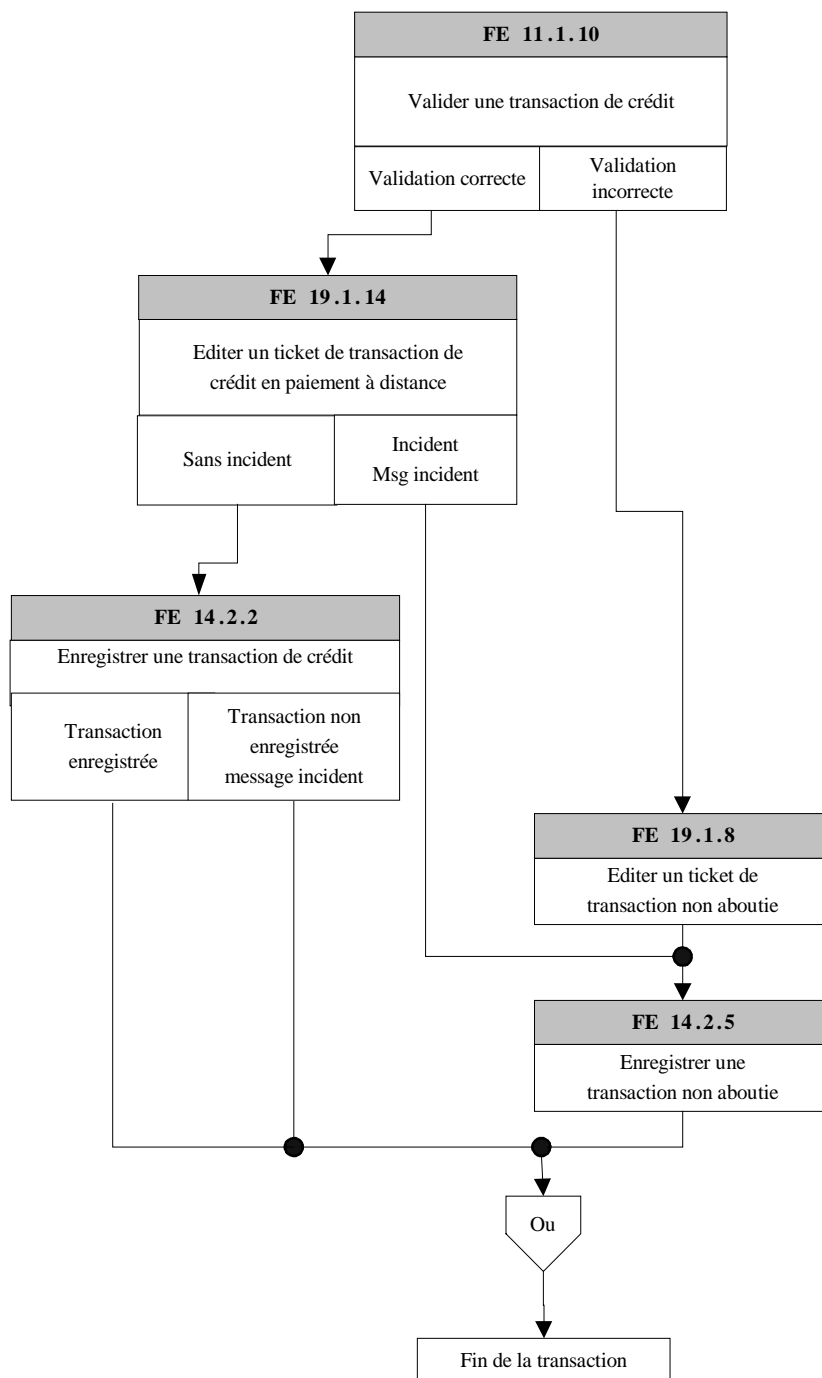 FE 11.1.10
Valider une transaction de crédit
Validation correcte
Validation
incorrecte
FE 19.1.14
Editer un ticket de transaction de
crédit en paiement à distance
Sans incident
Incident
Msg incident
FE 14.2.2
Enregistrer une transaction de crédit
Transaction
enregistrée
Transaction non
enregistrée
message incident
FE 19.1.8
Editer un ticket de
transaction non aboutie
FE 14.2.5
Enregistrer une
transaction non aboutie
Ou
Fin de la transaction